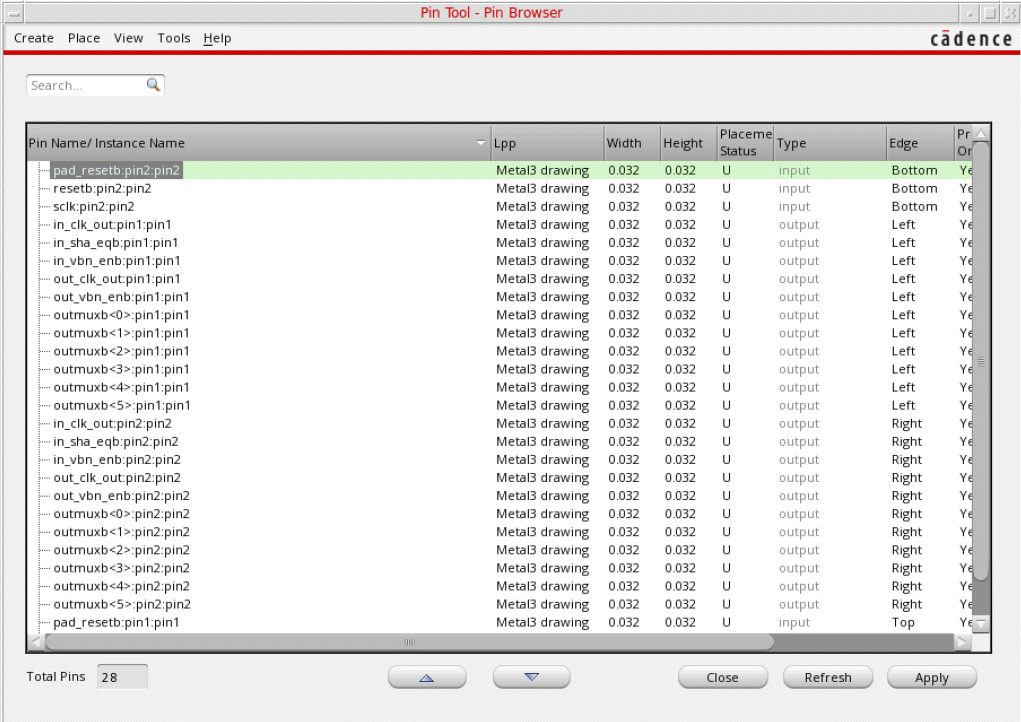 Pin Tool - Pin Browser
Create Place View Tools Help
cādence
Search...
Pin Name/ Instance Name Lpp Width Height Placeme Status Type Edge Pr Or
pad_resetb:pin2:pin2 Metal3 drawing 0.032 0.032 U input Bottom Ye
resetb:pin2:pin2 Metal3 drawing 0.032 0.032 U input Bottom Ye
sclk:pin2:pin2 Metal3 drawing 0.032 0.032 U input Bottom Ye
in_clk_out:pin1:pin1 Metal3 drawing 0.032 0.032 U output Left Ye
in_sha_eqb:pin1:pin1 Metal3 drawing 0.032 0.032 U output Left Ye
in_vbn_enb:pin1:pin1 Metal3 drawing 0.032 0.032 U output Left Ye
out_clk_out:pin1:pin1 Metal3 drawing 0.032 0.032 U output Left Ye
out_vbn_enb:pin1:pin1 Metal3 drawing 0.032 0.032 U output Left Ye
outmuxb<0>:pin1:pin1 Metal3 drawing 0.032 0.032 U output Left Ye
outmuxb<1>:pin1:pin1 Metal3 drawing 0.032 0.032 U output Left Ye
outmuxb<2>:pin1:pin1 Metal3 drawing 0.032 0.032 U output Left Ye
outmuxb<3>:pin1:pin1 Metal3 drawing 0.032 0.032 U output Left Ye
outmuxb<4>:pin1:pin1 Metal3 drawing 0.032 0.032 U output Left Ye
outmuxb<5>:pin1:pin1 Metal3 drawing 0.032 0.032 U output Left Ye
in_clk_out:pin2:pin2 Metal3 drawing 0.032 0.032 U output Right Ye
in_sha_eqb:pin2:pin2 Metal3 drawing 0.032 0.032 U output Right Ye
in_vbn_enb:pin2:pin2 Metal3 drawing 0.032 0.032 U output Right Ye
out_clk_out:pin2:pin2 Metal3 drawing 0.032 0.032 U output Right Ye
out_vbn_enb:pin2:pin2 Metal3 drawing 0.032 0.032 U output Right Ye
outmuxb<0>:pin2:pin2 Metal3 drawing 0.032 0.032 U output Right Ye
outmuxb<1>:pin2:pin2 Metal3 drawing 0.032 0.032 U output Right Ye
outmuxb<2>:pin2:pin2 Metal3 drawing 0.032 0.032 U output Right Ye
outmuxb<3>:pin2:pin2 Metal3 drawing 0.032 0.032 U output Right Ye
outmuxb<4>:pin2:pin2 Metal3 drawing 0.032 0.032 U output Right Ye
outmuxb<5>:pin2:pin2 Metal3 drawing 0.032 0.032 U output Right Ye
pad_resetb:pin1:pin1 Metal3 drawing 0.032 0.032 U input Top Ye
Total Pins 28 Close Refresh Apply